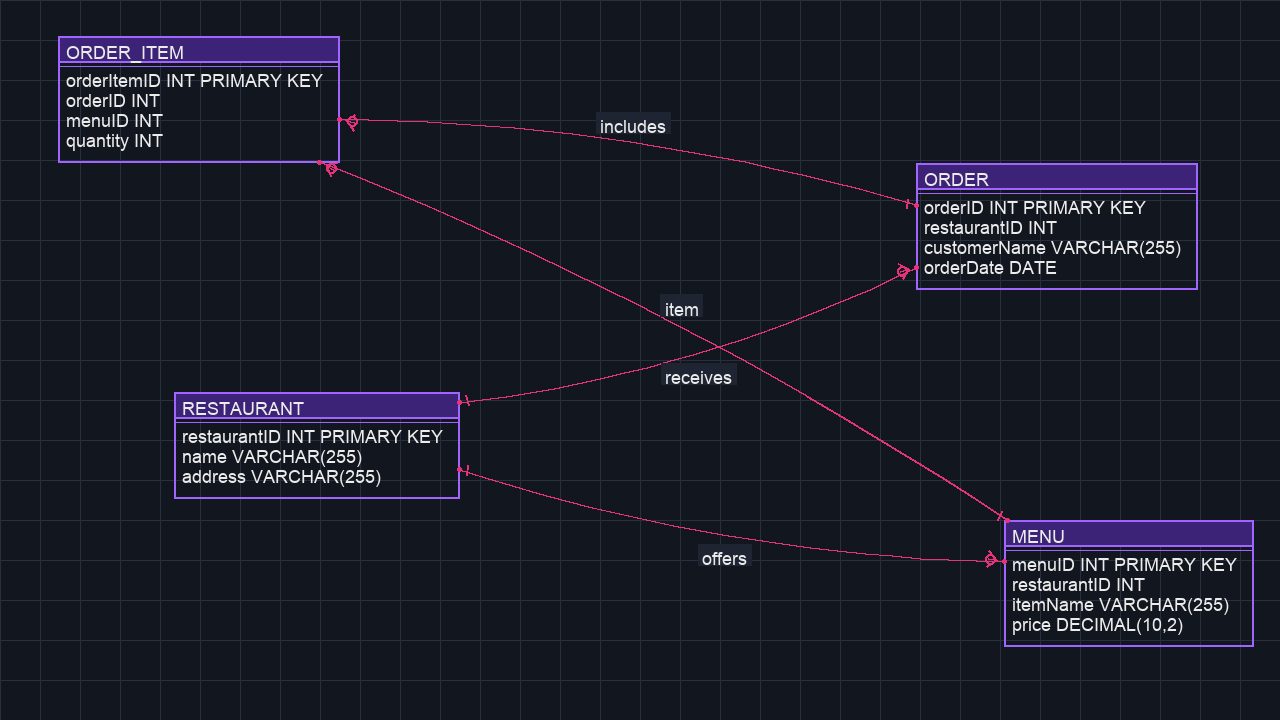 ORDER_ITEM
orderItemID INT PRIMARY KEY
orderID INT
menuID INT
quantity INT
includes
ORDER
orderID INT PRIMARY KEY
restaurantID INT
customerName VARCHAR(255)
orderDate DATE
item
receives
RESTAURANT
restaurantID INT PRIMARY KEY
name VARCHAR(255)
address VARCHAR(255)
offers
MENU
menuID INT PRIMARY KEY
restaurantID INT
itemName VARCHAR(255)
price DECIMAL(10,2)